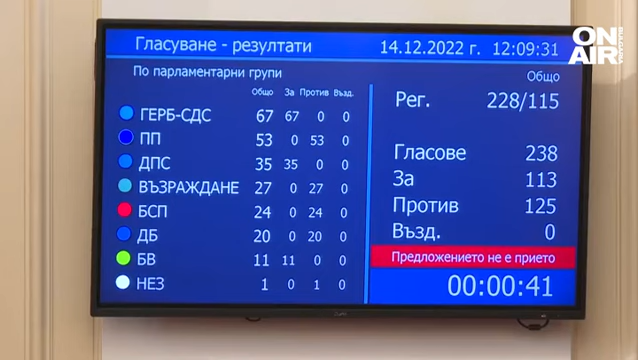 Гласуване - резултати 14.12.2022 г. 12:09:31
ON AIR BULGARIA
По парламентарни групи
Общо За Против Възд.
ГЕРБ-СДС 67 67 0 0
ПП 53 0 53 0
ДПС 35 35 0 0
ВЪЗРАЖДАНЕ 27 0 27 0
БСП 24 0 24 0
ДБ 20 0 20 0
БВ 11 11 0 0
НЕЗ 1 0 1 0
Общо
Рег. 228/115
Гласове 238
За 113
Против 125
Възд. 0
Предложението не е прието
00:00:41